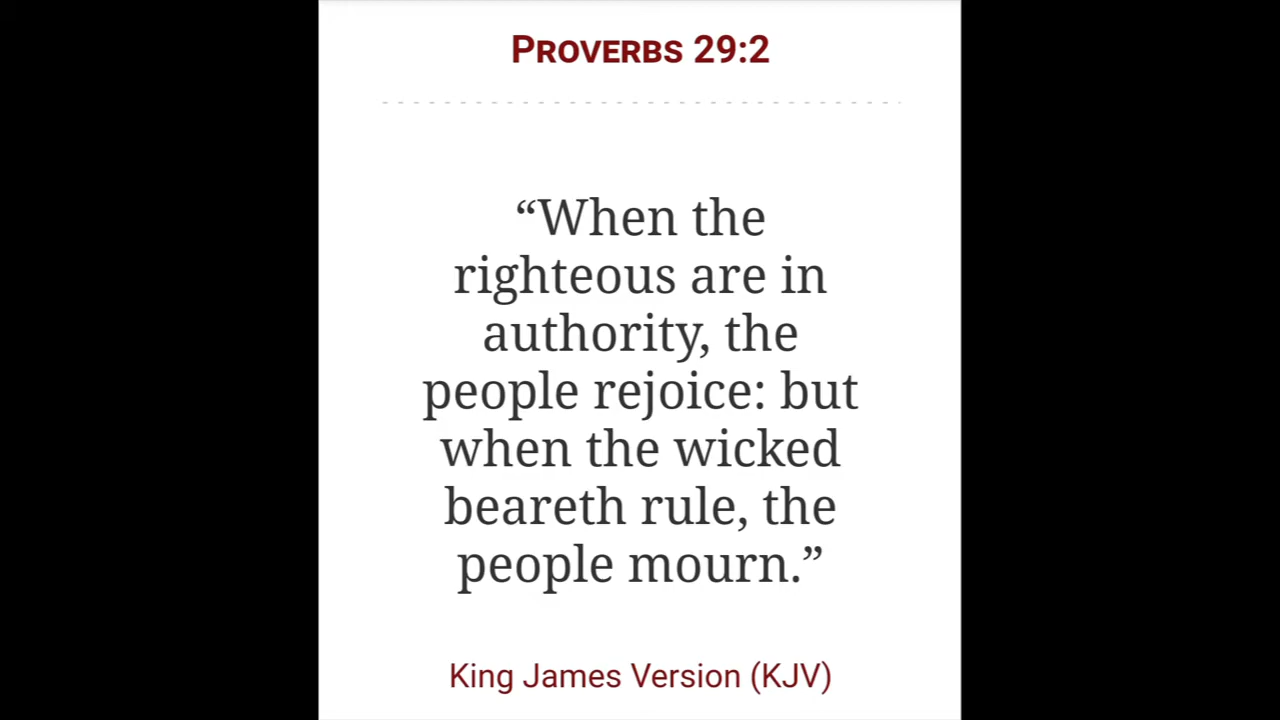 Proverbs 29:2
“When the
righteous are in
authority, the
people rejoice: but
when the wicked
beareth rule, the
people mourn.”
King James Version (KJV)